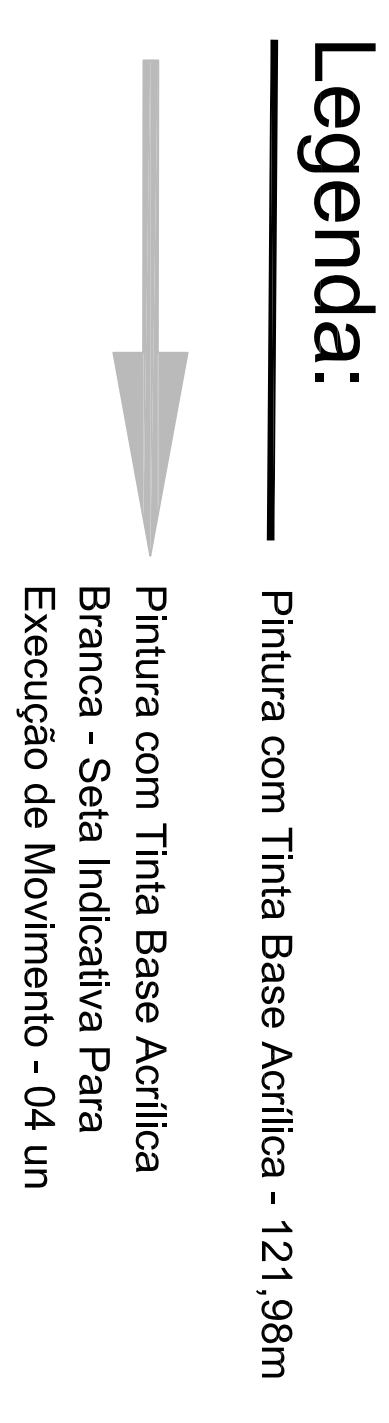 Legenda:
Pintura com Tinta Base Acrílica - 121,98m
Pintura com Tinta Base Acrílica
Branca - Seta Indicativa Para
Execução de Movimento - 04 un